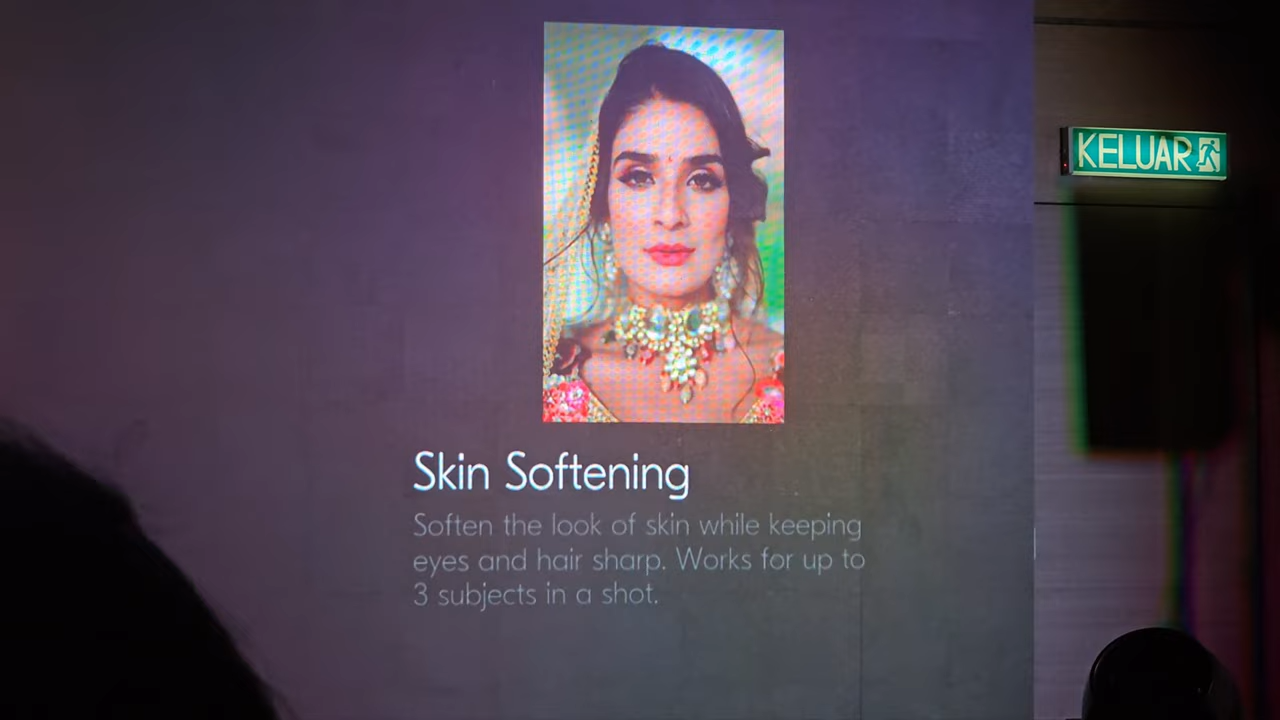 KELUAR
Skin Softening
Soften the look of skin while keeping
eyes and hair sharp. Works for up to
3 subjects in a shot.